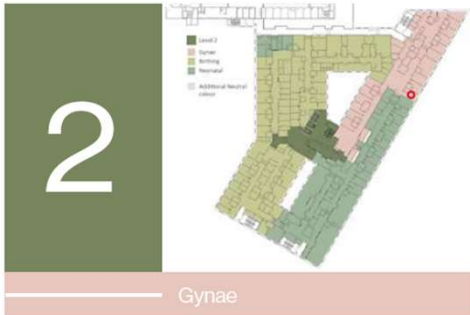 2
Level 2
Gynae
Birthing
Neonatal
Additional Neutral
colour
Gynae